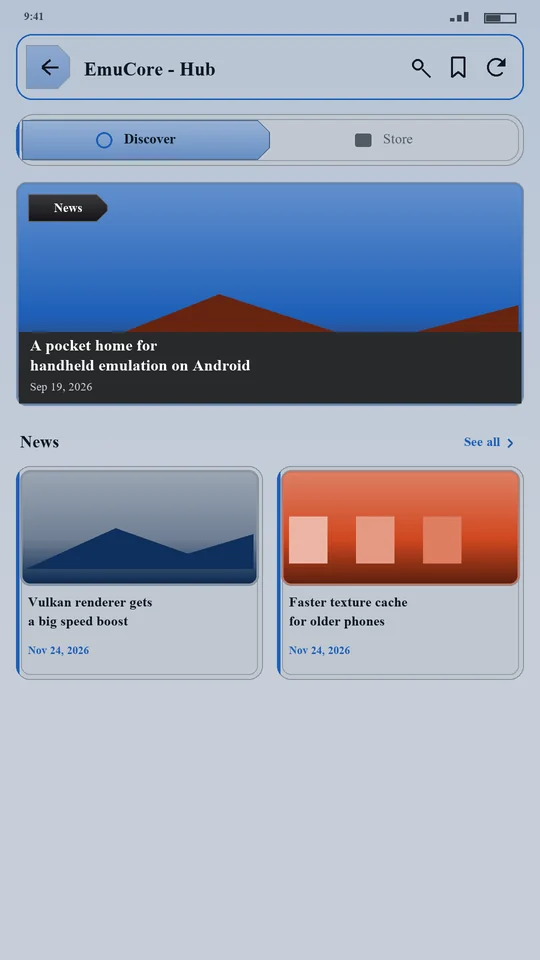 9:41
EmuCore - Hub
Discover
Store
News
A pocket home for
handheld emulation on Android
Sep 19, 2026
News
See all
Vulkan renderer gets
a big speed boost
Nov 24, 2026
Faster texture cache
for older phones
Nov 24, 2026